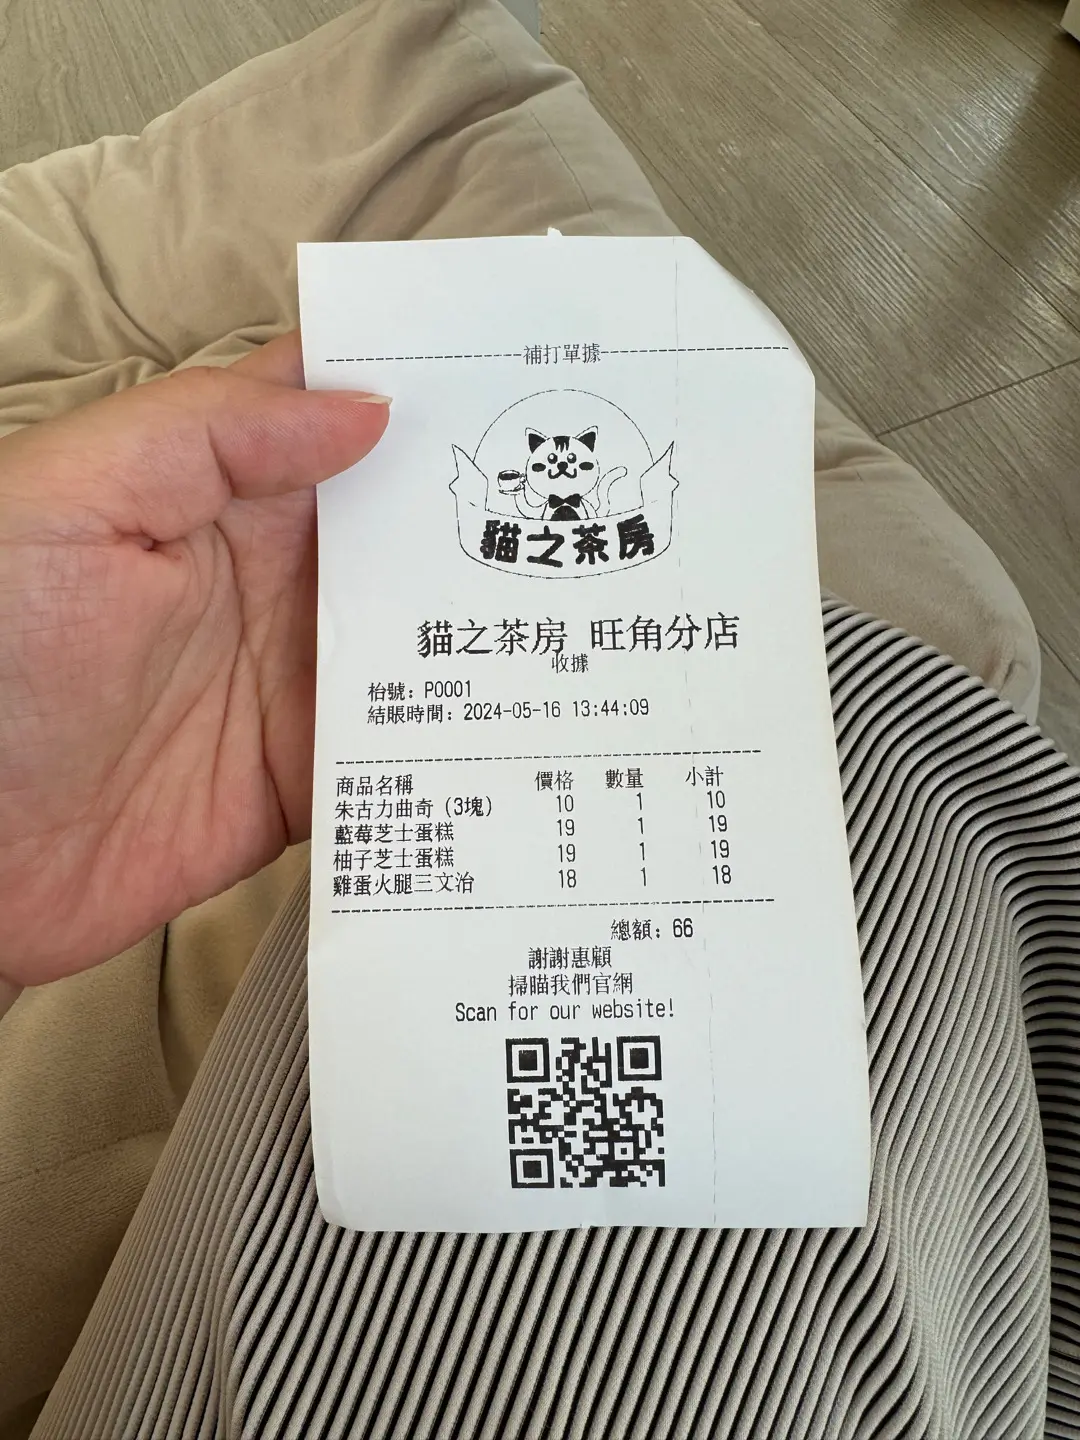 補打單據
貓之茶房
貓之茶房 旺角分店
收據
枱號：P0001
結賬時間：2024-05-16 13:44:09
商品名稱 價格 數量 小計
朱古力曲奇（3塊） 10 1 10
藍莓芝士蛋糕 19 1 19
柚子芝士蛋糕 19 1 19
雞蛋火腿三文治 18 1 18
總額：66
謝謝惠顧
掃瞄我們官網
Scan for our website!